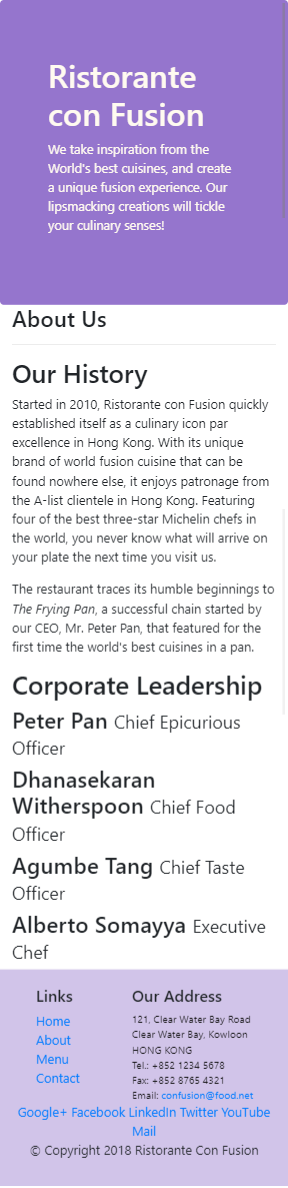 Ristorante
con Fusion
We take inspiration from the
World's best cuisines, and create
a unique fusion experience. Our
lipsmacking creations will tickle
your culinary senses!
About Us
Our History
Started in 2010, Ristorante con Fusion quickly
established itself as a culinary icon par
excellence in Hong Kong. With its unique
brand of world fusion cuisine that can be
found nowhere else, it enjoys patronage from
the A-list clientele in Hong Kong. Featuring
four of the best three-star Michelin chefs in
the world, you never know what will arrive on
your plate the next time you visit us.
The restaurant traces its humble beginnings to
The Frying Pan, a successful chain started by
our CEO, Mr. Peter Pan, that featured for the
first time the world's best cuisines in a pan.
Corporate Leadership
Peter Pan Chief Epicurious
Officer
Dhanasekaran
Witherspoon Chief Food
Officer
Agumbe Tang Chief Taste
Officer
Alberto Somayya Executive
Chef
Links
Home
About
Menu
Contact
Our Address
121, Clear Water Bay Road
Clear Water Bay, Kowloon
HONG KONG
Tel.: +852 1234 5678
Fax: +852 8765 4321
Email: confusion@food.net
Google+ Facebook LinkedIn Twitter YouTube
Mail
© Copyright 2018 Ristorante Con Fusion